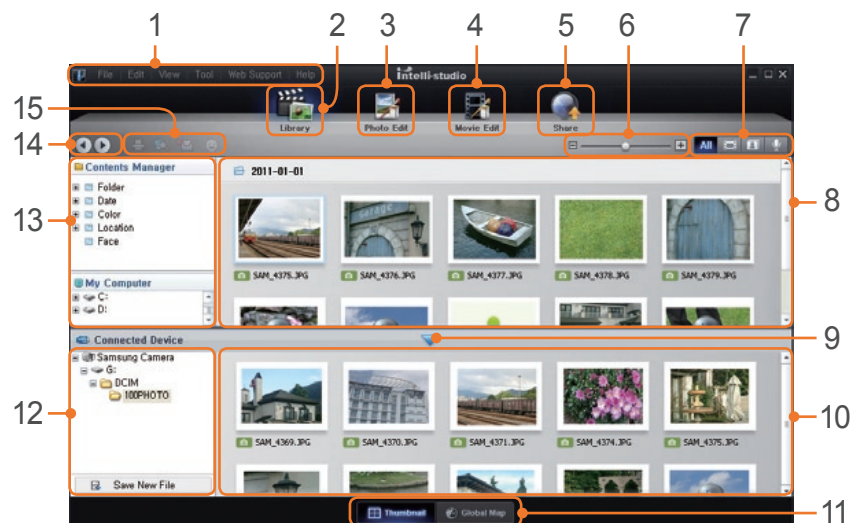 1 2 3 4 5 6 7
File Edit View Tool Web Support Help
intelli-studio
Library Photo Edit Movie Edit Share
15
14
All
Contents Manager
Folder
Date
Color
Location
Face
13
My Computer
C:
D:
2011-01-01
SAM_4375.JPG SAM_4376.JPG SAM_4377.JPG SAM_4378.JPG SAM_4379.JPG
8
Connected Device
9
Samsung Camera
G:
DCIM
100PHOTO
12
Save New File
SAM_4369.JPG SAM_4370.JPG SAM_4371.JPG SAM_4374.JPG SAM_4375.JPG
10
Thumbnail Global Map
11